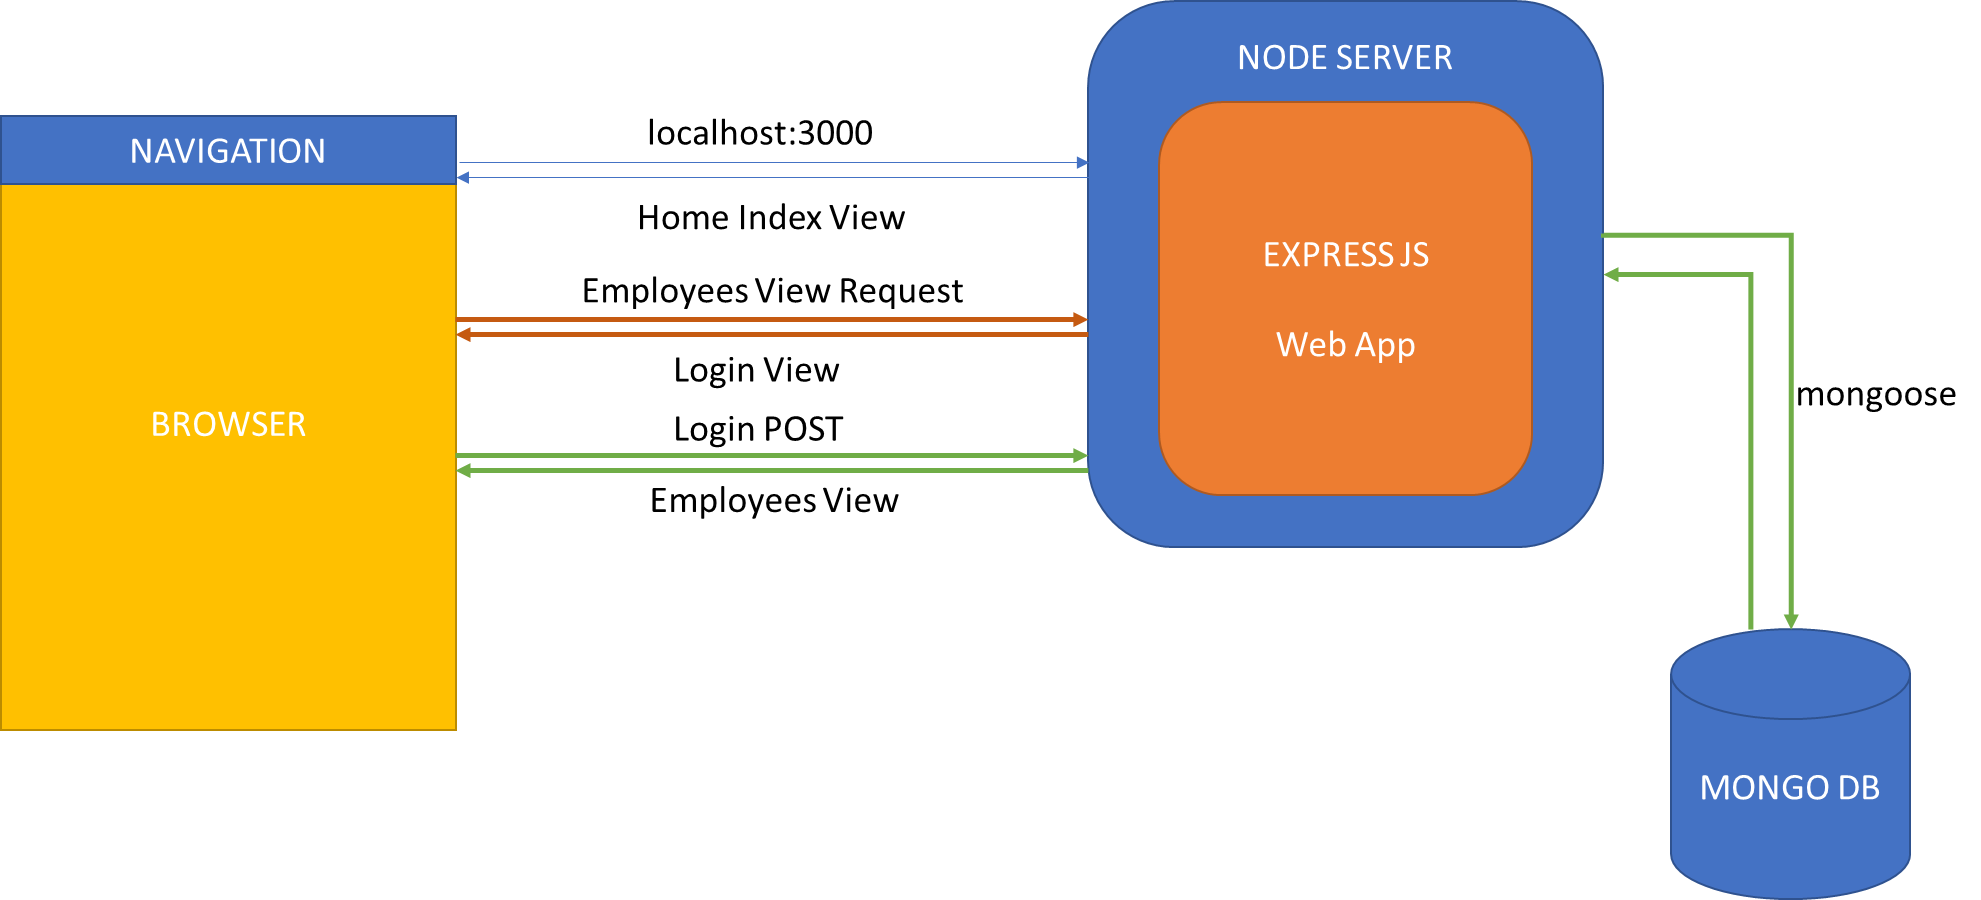 NODE SERVER
localhost:3000
NAVIGATION
Home Index View
EXPRESS JS
Employees View Request
Web App
Login View
mongoose
BROWSER
Login POST
Employees View
MONGO DB